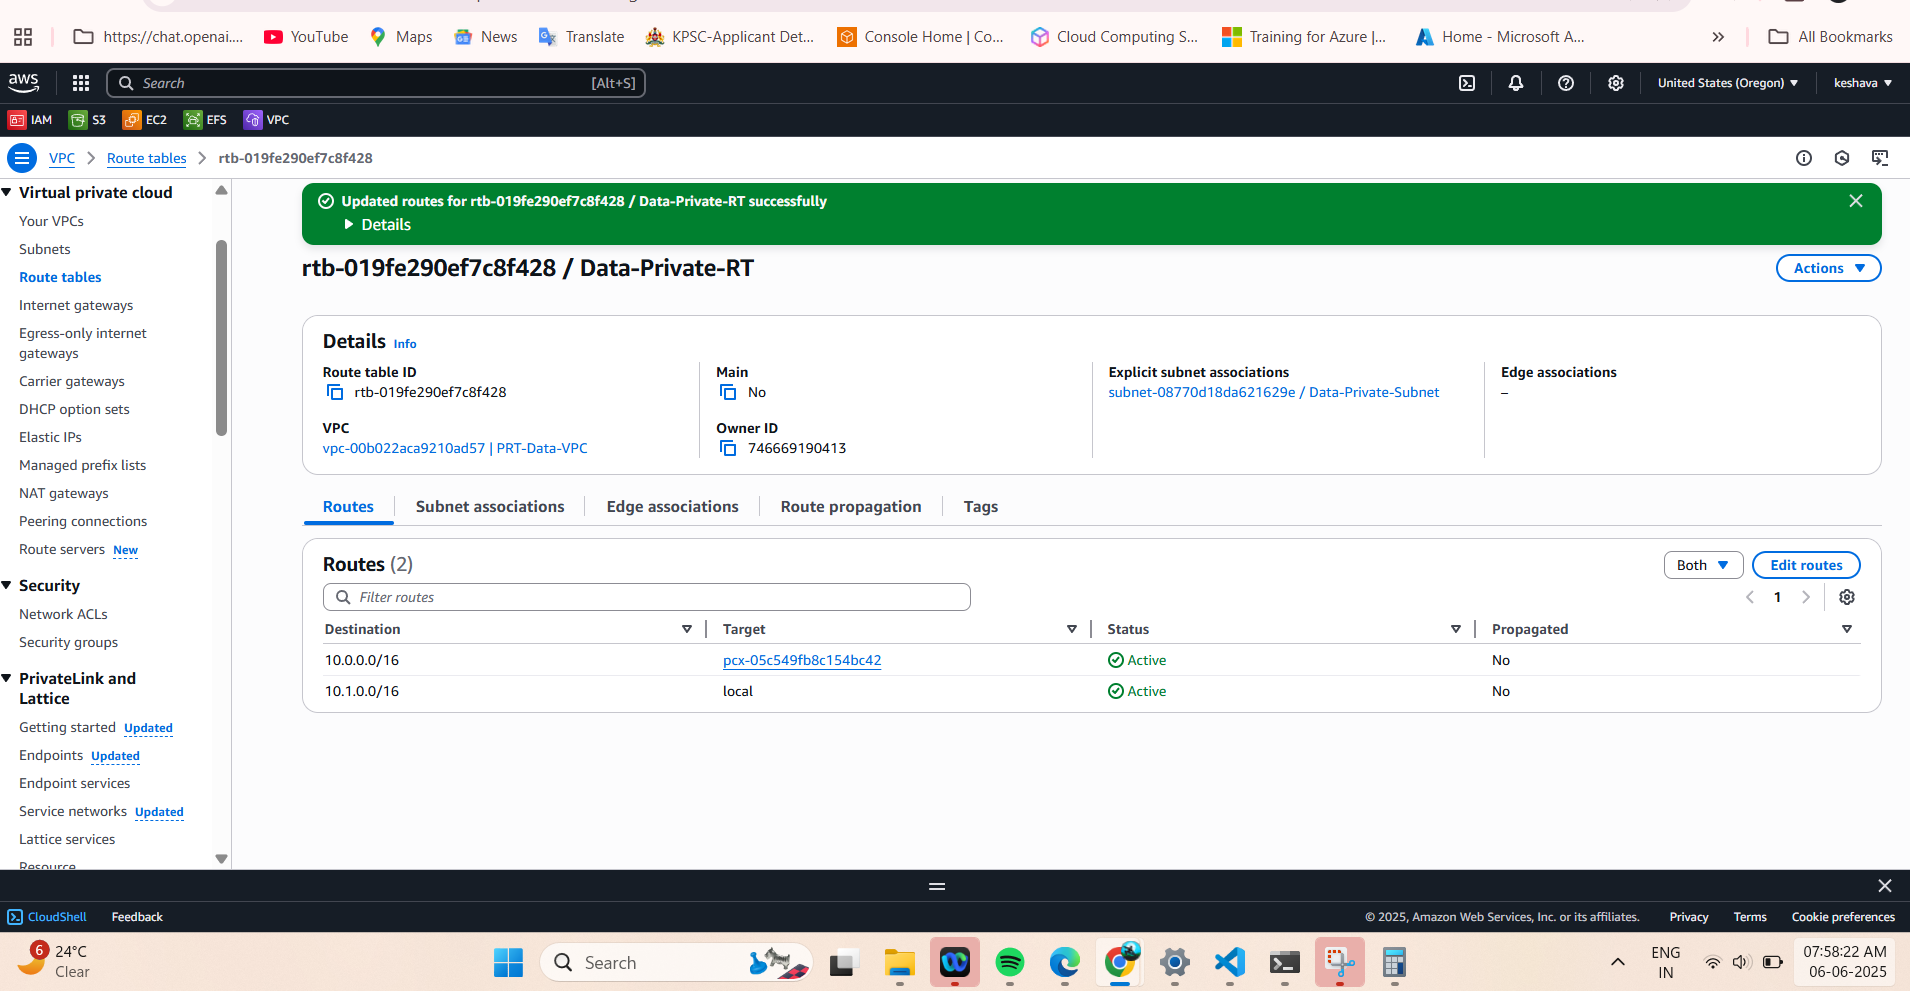 https://chat.openai....
YouTube
Maps
News
Translate
KPSC-Applicant Det...
Console Home | Co...
Cloud Computing S...
Training for Azure |...
Home - Microsoft A...
All Bookmarks
aws
Search
[Alt+S]
United States (Oregon)
keshava
IAM
S3
EC2
EFS
VPC
VPC
Route tables
rtb-019fe290ef7c8f428
Virtual private cloud
Your VPCs
Subnets
Route tables
Internet gateways
Egress-only internet
gateways
Carrier gateways
DHCP option sets
Elastic IPs
Managed prefix lists
NAT gateways
Peering connections
Route servers New
Security
Network ACLs
Security groups
PrivateLink and
Lattice
Getting started Updated
Endpoints Updated
Endpoint services
Service networks Updated
Lattice services
Resource
Updated routes for rtb-019fe290ef7c8f428 / Data-Private-RT successfully
Details
rtb-019fe290ef7c8f428 / Data-Private-RT
Actions
Details Info
Route table ID
rtb-019fe290ef7c8f428
Main
No
Explicit subnet associations
subnet-08770d18da621629e / Data-Private-Subnet
Edge associations
–
VPC
vpc-00b022aca9210ad57 | PRT-Data-VPC
Owner ID
746669190413
Routes
Subnet associations
Edge associations
Route propagation
Tags
Routes (2)
Both
Edit routes
Filter routes
1
Destination Target Status Propagated
10.0.0.0/16 pcx-05c549fb8c154bc42 Active No
10.1.0.0/16 local Active No
CloudShell
Feedback
© 2025, Amazon Web Services, Inc. or its affiliates.
Privacy
Terms
Cookie preferences
6
24°C
Clear
Search
ENG
IN
07:58:22 AM
06-06-2025